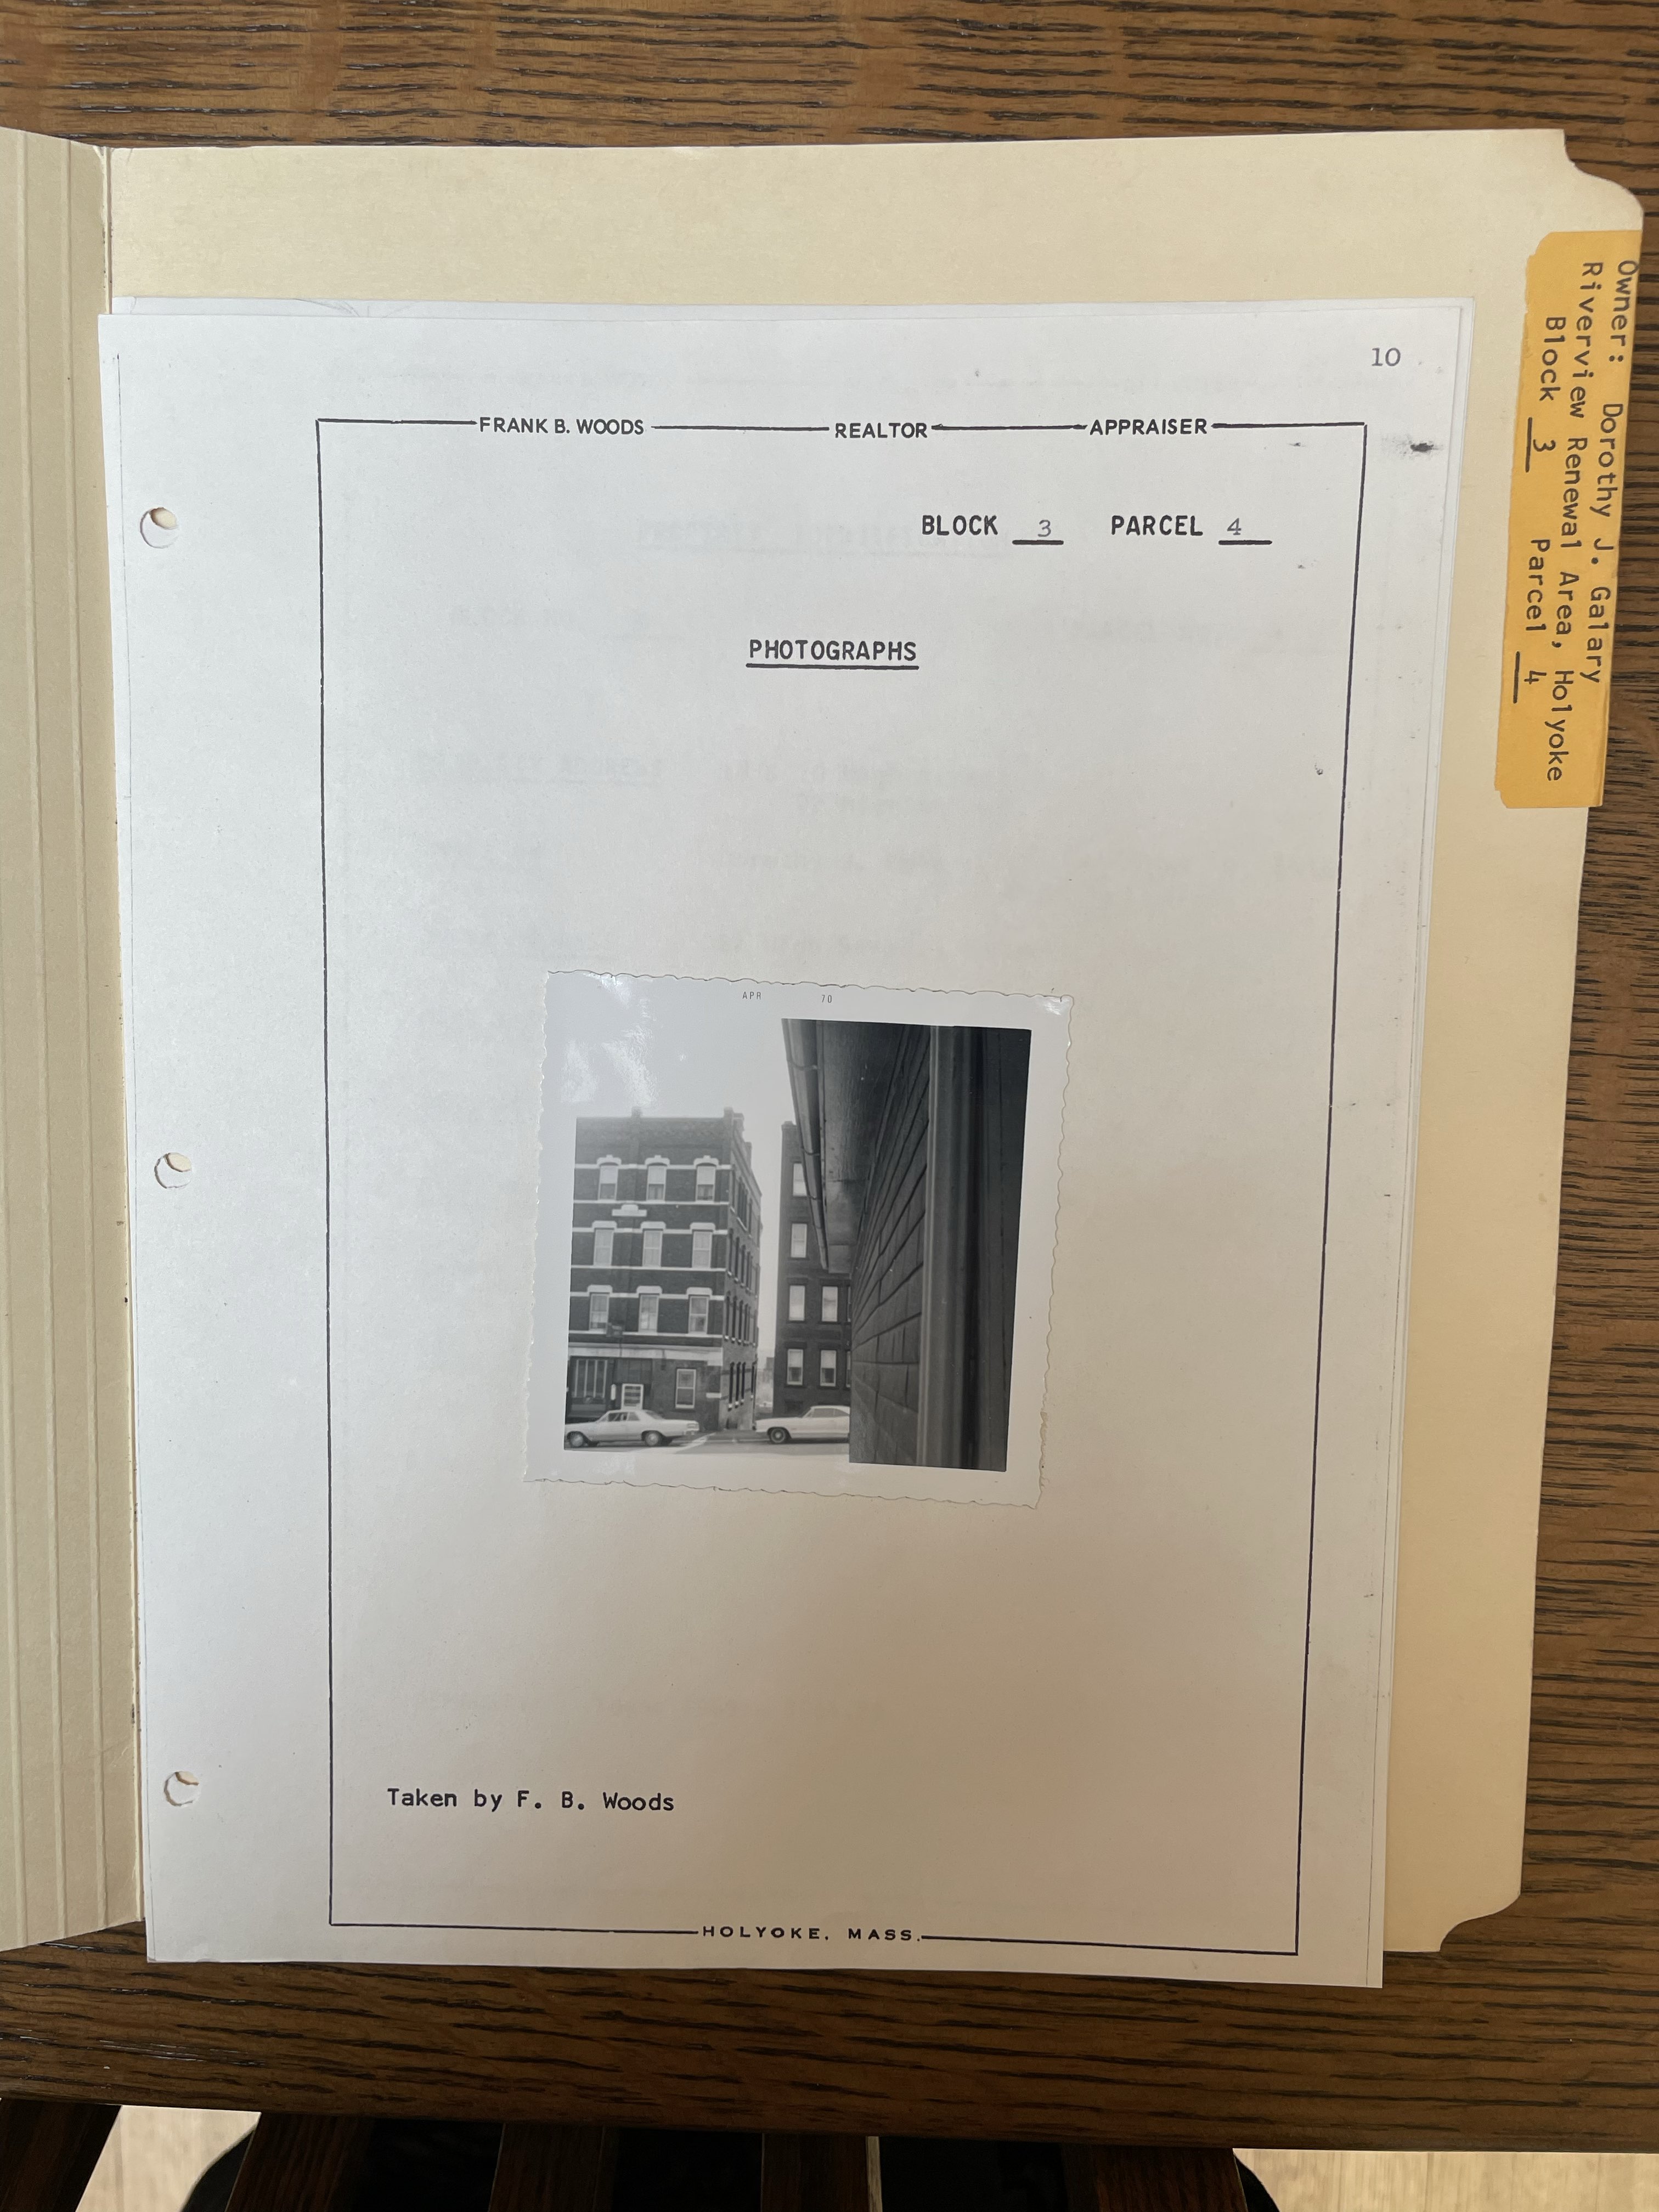 10
FRANK B. WOODS REALTOR APPRAISER
BLOCK 3 PARCEL 4
PHOTOGRAPHS
APR 70
Taken by F. B. Woods
HOLYOKE, MASS.
Owner: Dorothy J. Galary
Riverview Renewal Area, Holyoke
Block 3 Parcel 4